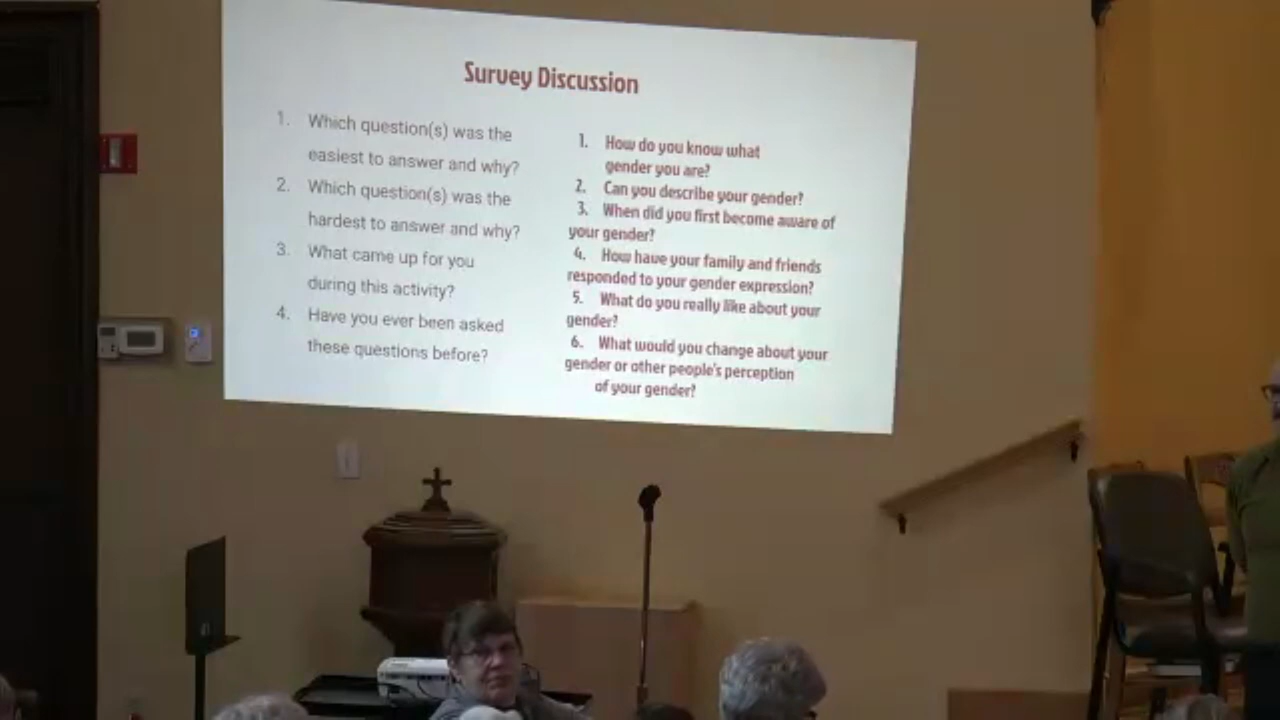 Survey Discussion
1. Which question(s) was the
easiest to answer and why?
2. Which question(s) was the
hardest to answer and why?
3. What came up for you
during this activity?
4. Have you ever been asked
these questions before?
1. How do you know what
gender you are?
2. Can you describe your gender?
3. When did you first become aware of
your gender?
4. How have your family and friends
responded to your gender expression?
5. What do you really like about your
gender?
6. What would you change about your
gender or other people's perception
of your gender?